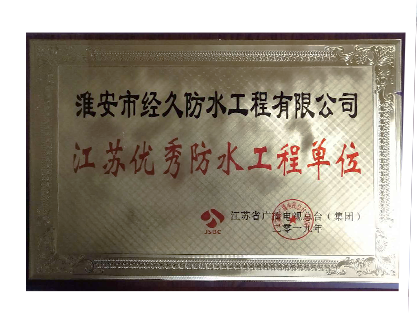 淮安市经久防水工程有限公司
江苏优秀防水工程单位
JSBC
江苏省广播电视总台（集团）
二零一九年